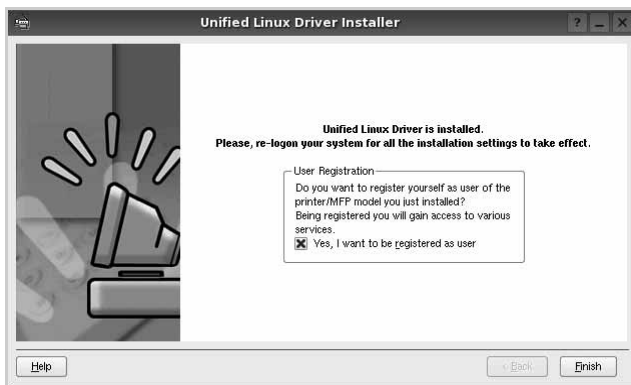 Unified Linux Driver Installer
Unified Linux Driver is installed.
Please, re-logon your system for all the installation settings to take effect.
User Registration
Do you want to register yourself as user of the
printer/MFP model you just installed?
Being registered you will gain access to various
services.
Yes, I want to be registered as user
Help
< Back
Finish